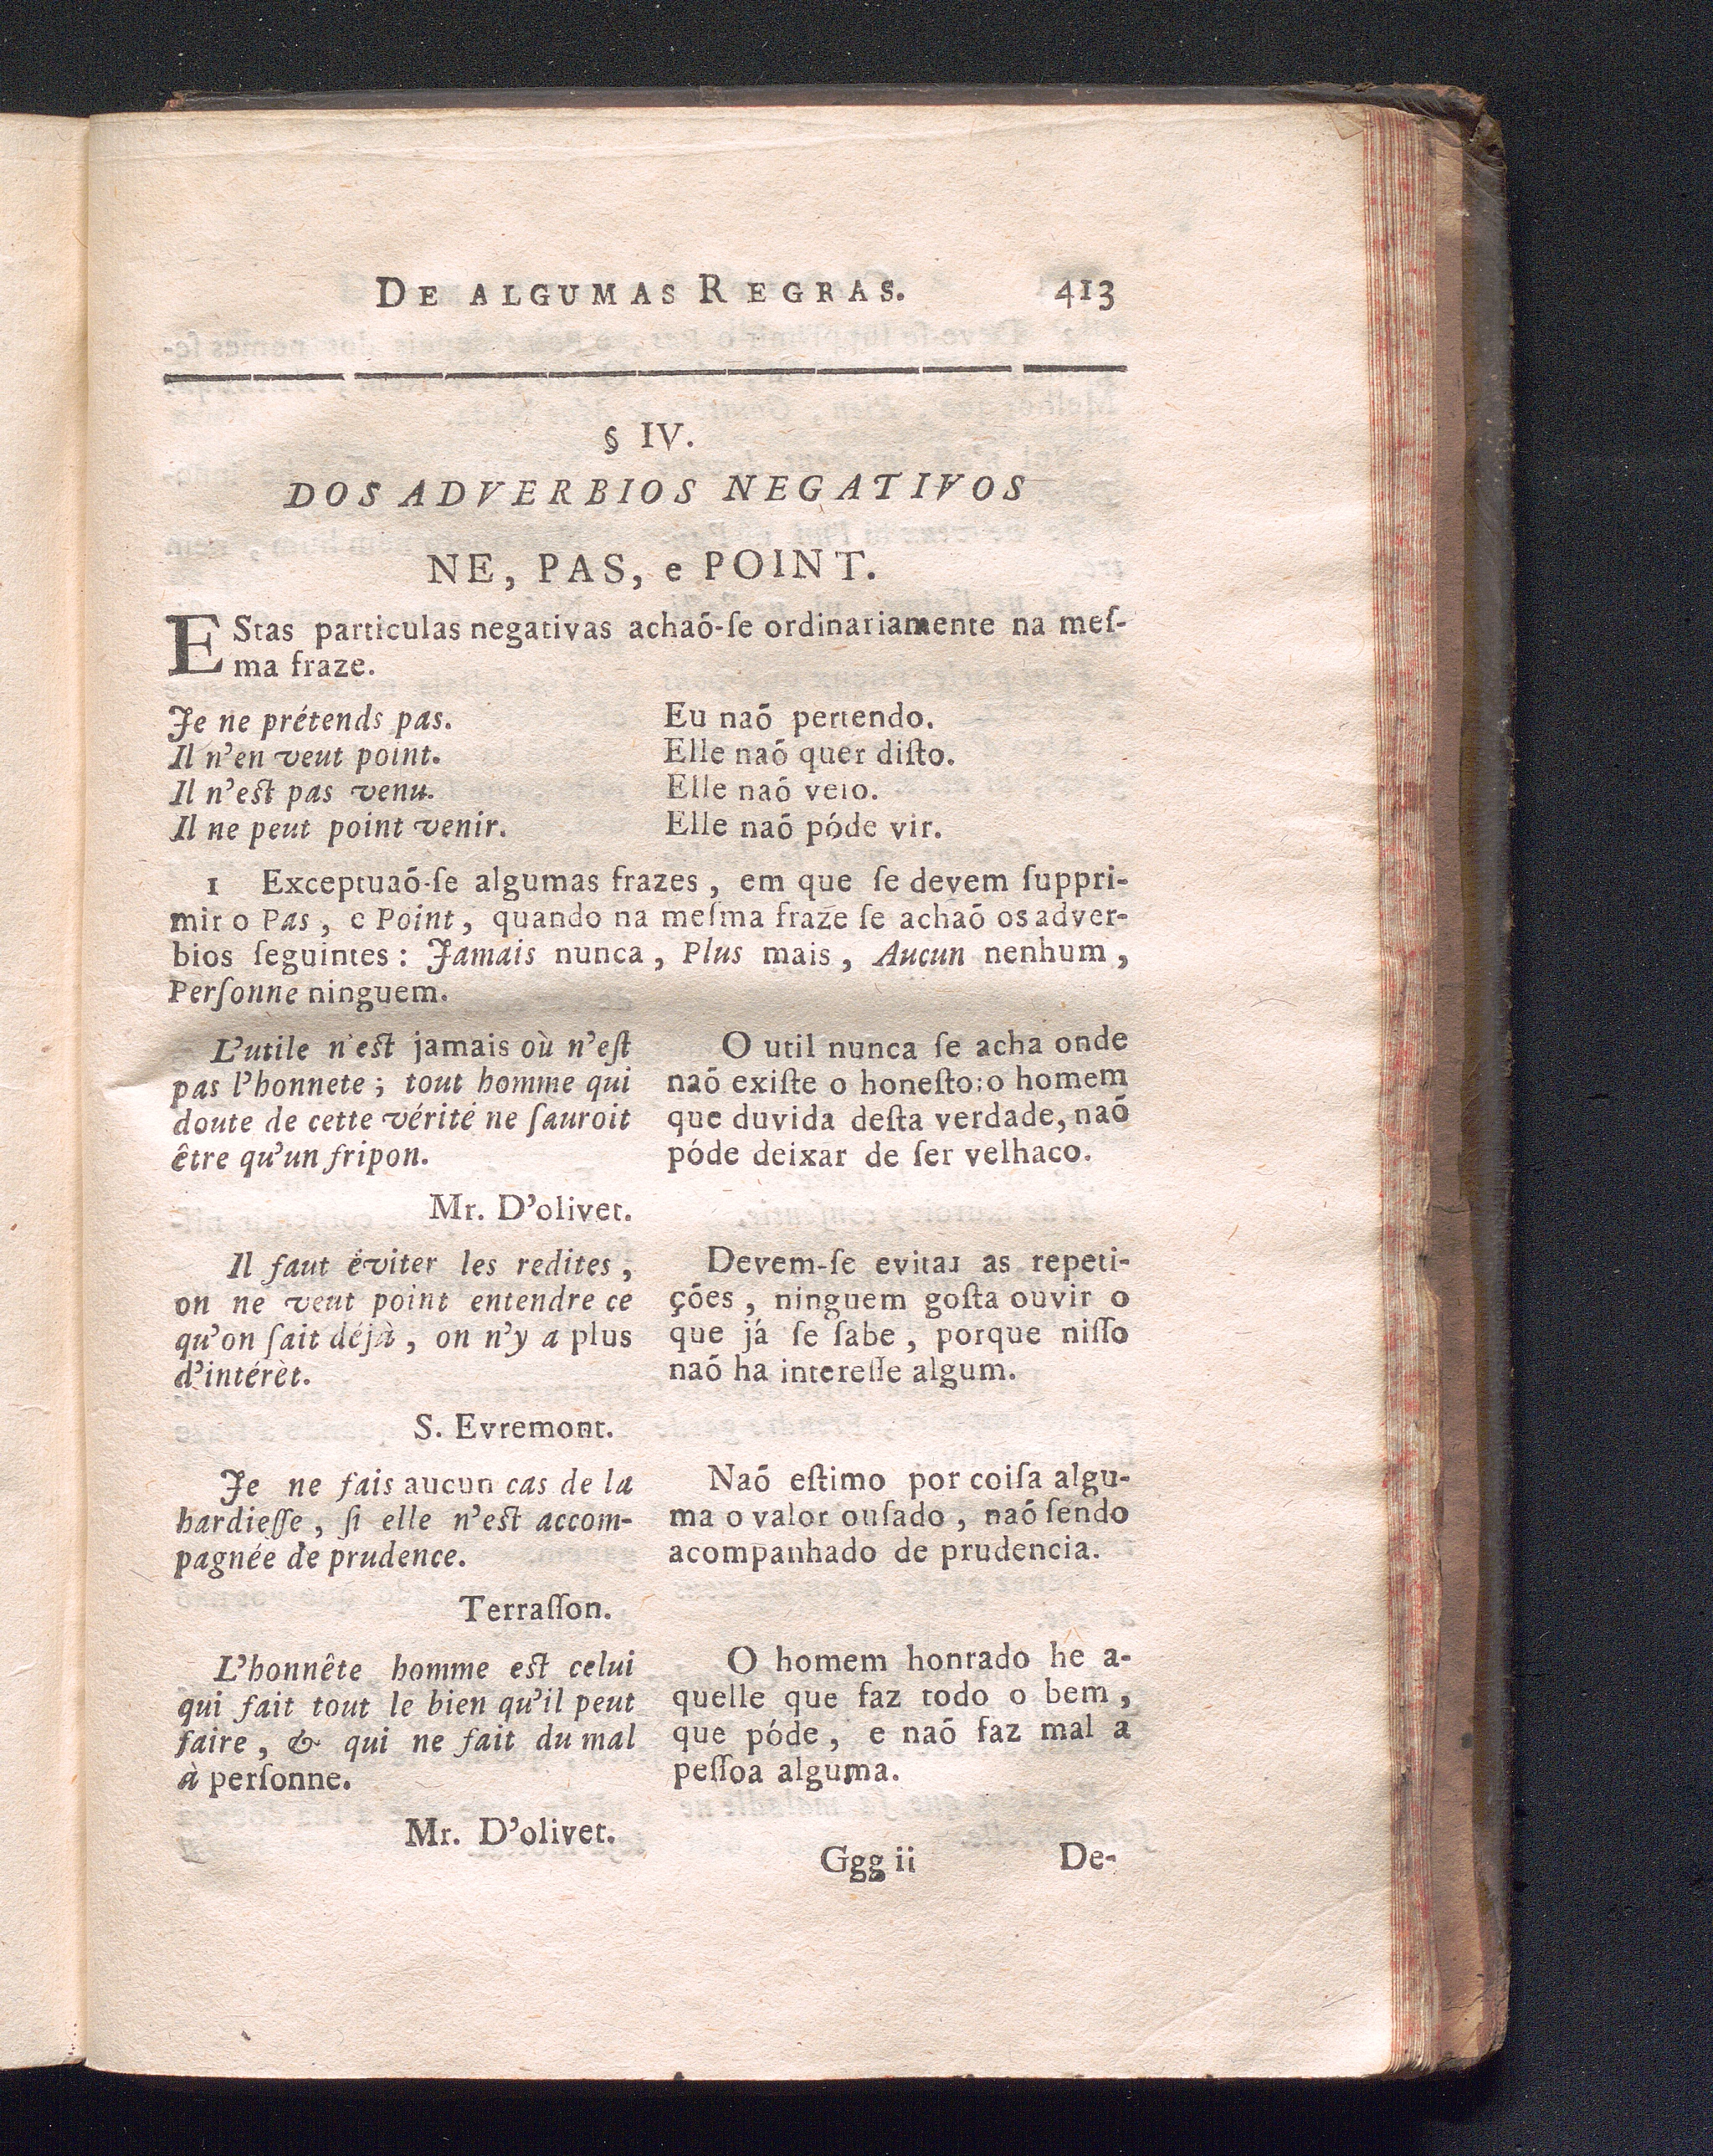 DE ALGUMAS REGRAS. 413
§ IV.
DOS ADVERBIOS NEGATIVOS
NE, PAS, e POINT.
EStas particulas negativas achaõ-ſe ordinariamente na meſ-
ma fraze.
Je ne prétends pas.
Il n'en veut point.
Il n'est pas venu.
Il ne peut point venir.
Eu naõ pertendo.
Elle naõ quer diſto.
Elle naõ veio.
Elle naõ póde vir.
1 Exceptuaõ-ſe algumas frazes, em que ſe devem ſuppri-
mir o Pas, e Point, quando na meſma fraze ſe achaõ os adver-
bios ſeguintes: Jamais nunca, Plus mais, Aucun nenhum,
Perſonne ninguem.
L'utile n'est jamais où n'eſt
pas l'honnete; tout homme qui
doute de cette vérité ne ſauroit
être qu'un fripon.
Mr. D'olivet.
O util nunca ſe acha onde
naõ exiſte o honeſto: o homem
que duvida deſta verdade, naõ
póde deixar de ſer velhaco.
Il faut éviter les redites,
on ne veut point entendre ce
qu'on ſait déjà, on n'y a plus
d'intérèt.
S. Evremont.
Devem-ſe evitar as repeti-
ções, ninguem goſta ouvir o
que já ſe ſabe, porque niſſo
naõ ha intereſſe algum.
Je ne fais aucun cas de la
hardieſſe, ſi elle n'est accom-
pagnée de prudence.
Terraſſon.
Naõ eſtimo por coiſa algu-
ma o valor ouſado, naõ ſendo
acompanhado de prudencia.
L'honnête homme est celui
qui fait tout le bien qu'il peut
faire, & qui ne fait du mal
à perſonne.
Mr. D'olivet.
O homem honrado he a-
quelle que faz todo o bem,
que póde, e naõ faz mal a
peſſoa alguma.
Ggg ii De-